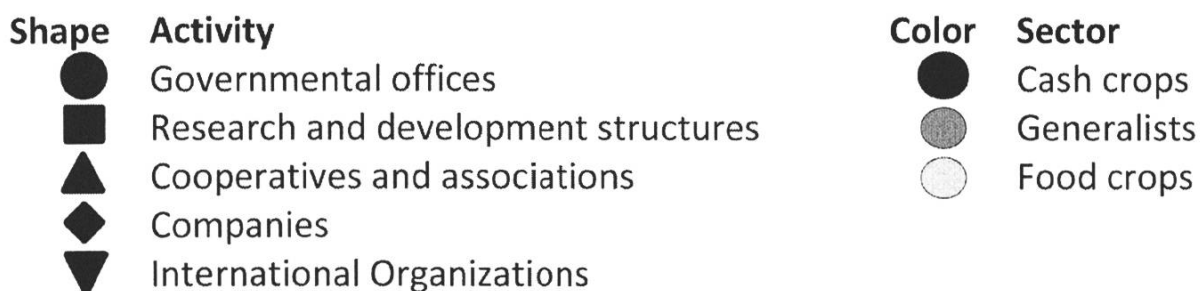 Shape Activity Color Sector
Governmental offices Cash crops
Research and development structures Generalists
Cooperatives and associations Food crops
Companies
International Organizations